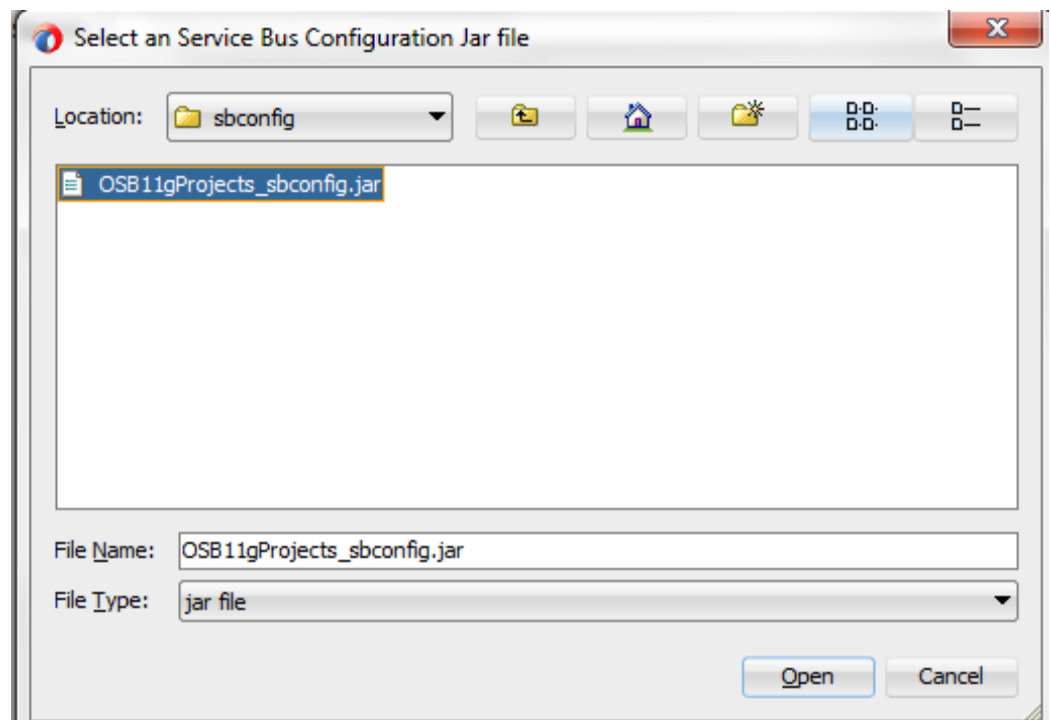 Select an Service Bus Configuration Jar file
Location: sbconfig
OSB11gProjects_sbconfig.jar
File Name: OSB11gProjects_sbconfig.jar
File Type: jar file
Open Cancel